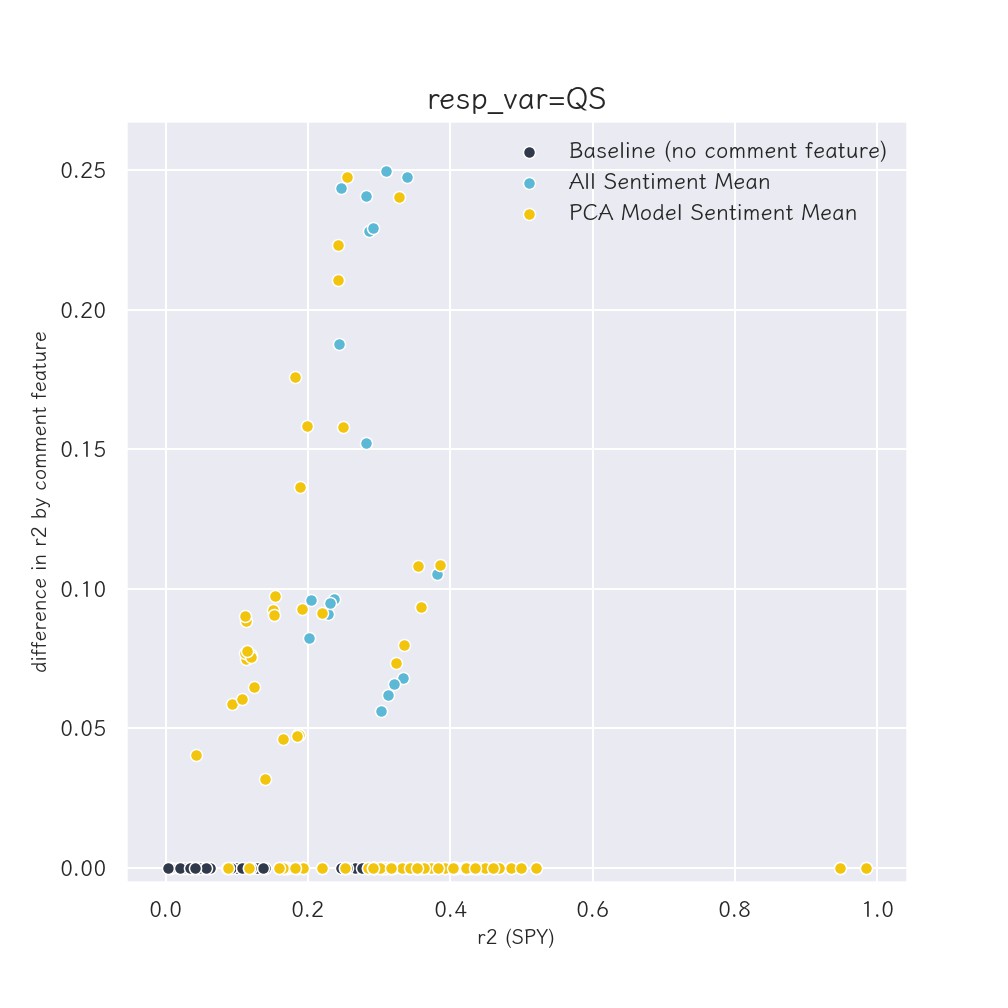 resp_var=QS
Baseline (no comment feature)
All Sentiment Mean
PCA Model Sentiment Mean
difference in r2 by comment feature
0.25
0.20
0.15
0.10
0.05
0.00
0.0 0.2 0.4 0.6 0.8 1.0
r2 (SPY)